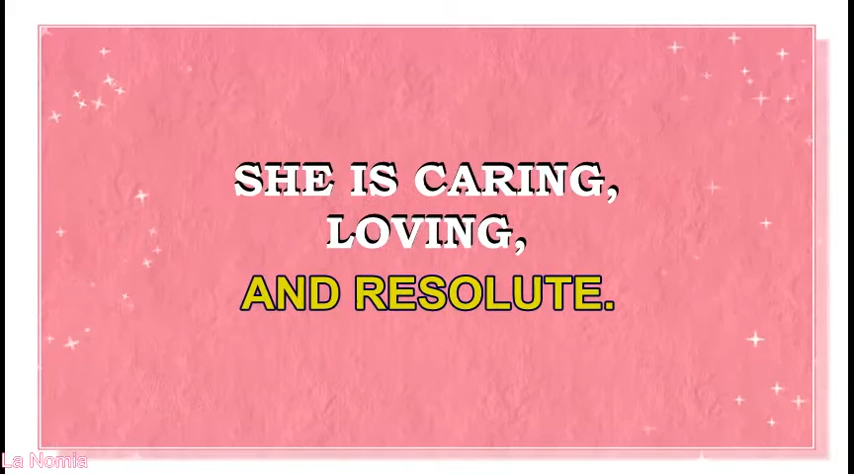 SHE IS CARING,
LOVING,
AND RESOLUTE.
La Nomia